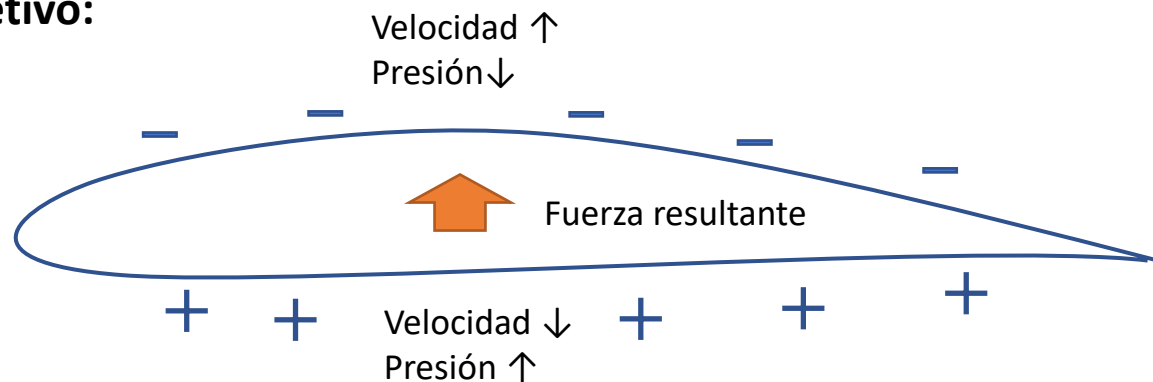 etivo:
Velocidad ↑
Presión↓
Fuerza resultante
Velocidad ↓
Presión ↑